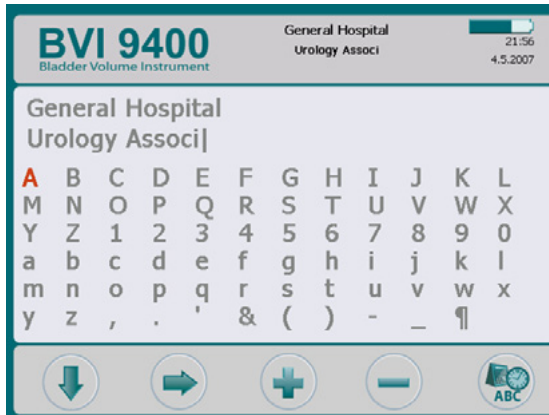 BVI 9400
Bladder Volume Instrument
General Hospital
Urology Associ
21:56
4.5.2007
General Hospital
Urology Associ|
A B C D E F G H I J K L
M N O P Q R S T U V W X
Y Z 1 2 3 4 5 6 7 8 9 0
a b c d e f g h i j k l
m n o p q r s t u v w x
y z , . ' & ( ) - _ ¶
ABC